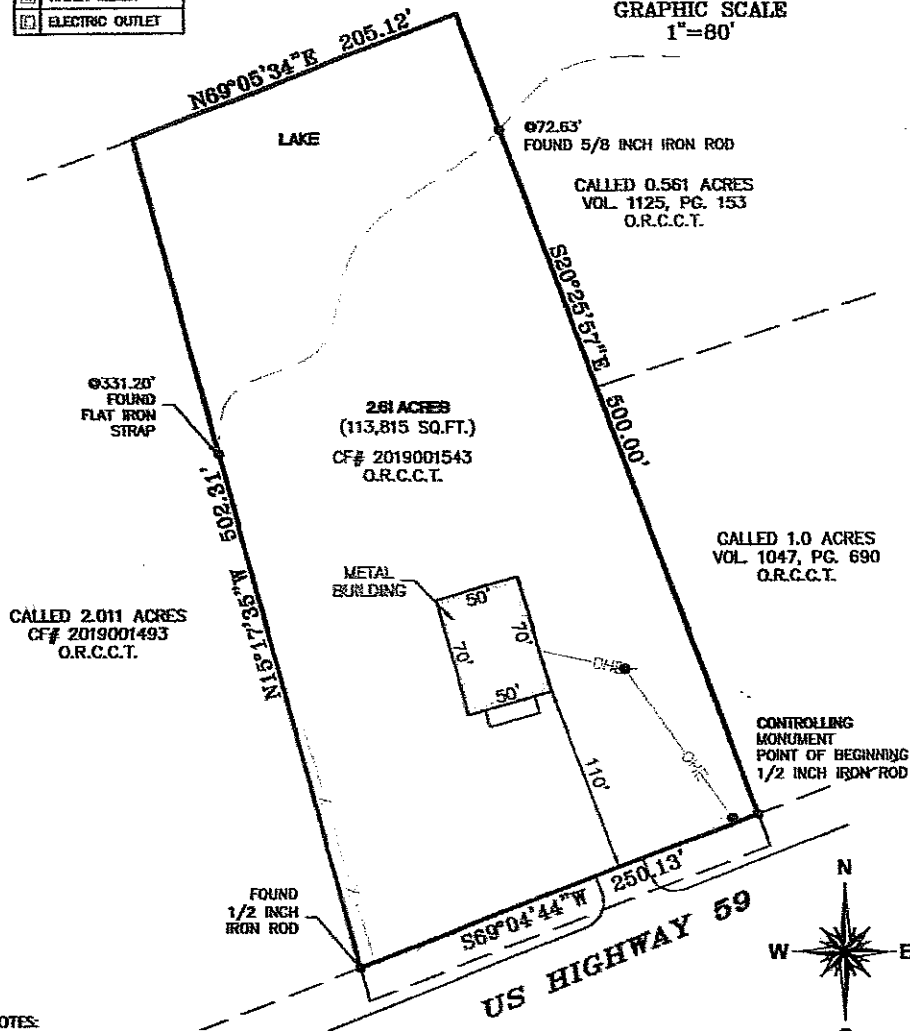 ELECTRIC OUTLET
GRAPHIC SCALE
1"=80'
N69°05'34"E 205.12'
LAKE
@72.63'
FOUND 5/8 INCH IRON ROD
CALLED 0.561 ACRES
VOL. 1125, PG. 153
O.R.C.C.T.
S20°25'57"E 500.00'
@331.20'
FOUND
FLAT IRON
STRAP
2.61 ACRES
(113,815 SQ.FT.)
CF# 2019001543
O.R.C.C.T.
N15°17'35"W 502.31'
CALLED 1.0 ACRES
VOL. 1047, PG. 690
O.R.C.C.T.
METAL
BUILDING
50'
70'
70'
50'
CALLED 2.011 ACRES
CF# 2019001493
O.R.C.C.T.
OHE
OHE
110'
CONTROLLING
MONUMENT
POINT OF BEGINNING
1/2 INCH IRON ROD
FOUND
1/2 INCH
IRON ROD
S69°04'44"W 250.13'
US HIGHWAY 59
N
W
E
NOTES: